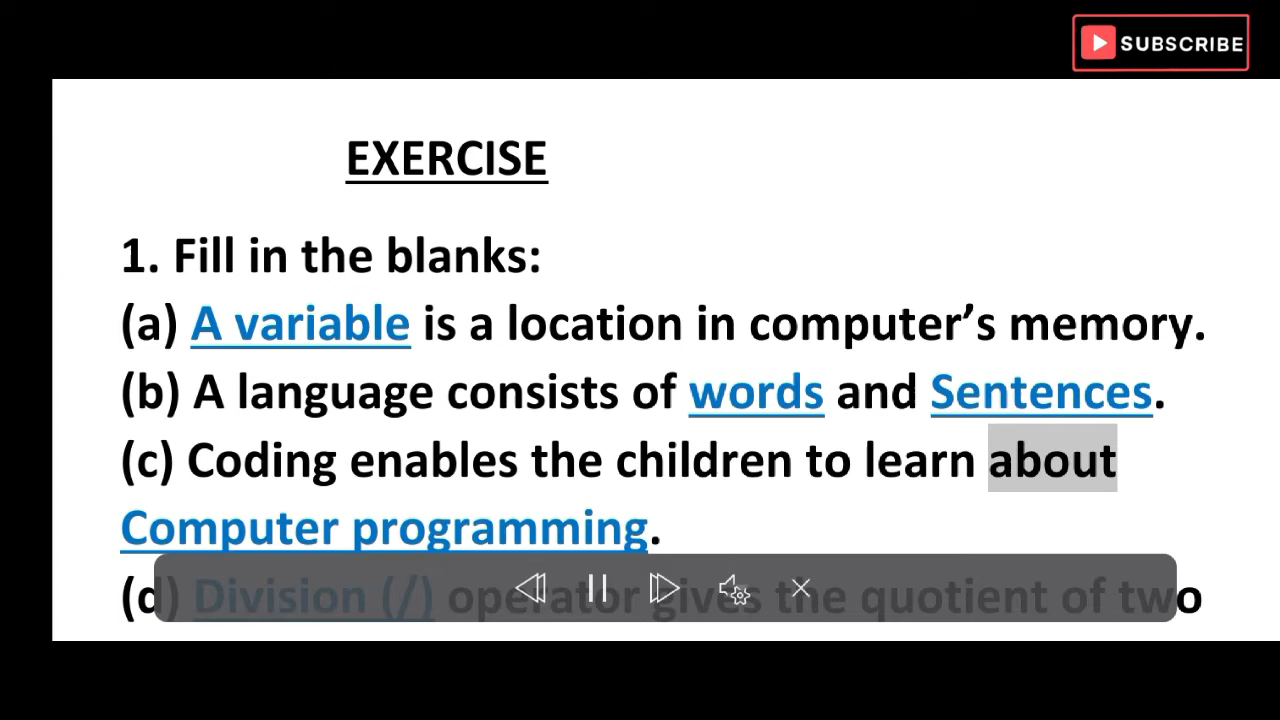 SUBSCRIBE
EXERCISE
1. Fill in the blanks:
(a) A variable is a location in computer’s memory.
(b) A language consists of words and Sentences.
(c) Coding enables the children to learn about
Computer programming.
(d) Division (/) operator gives the quotient of two